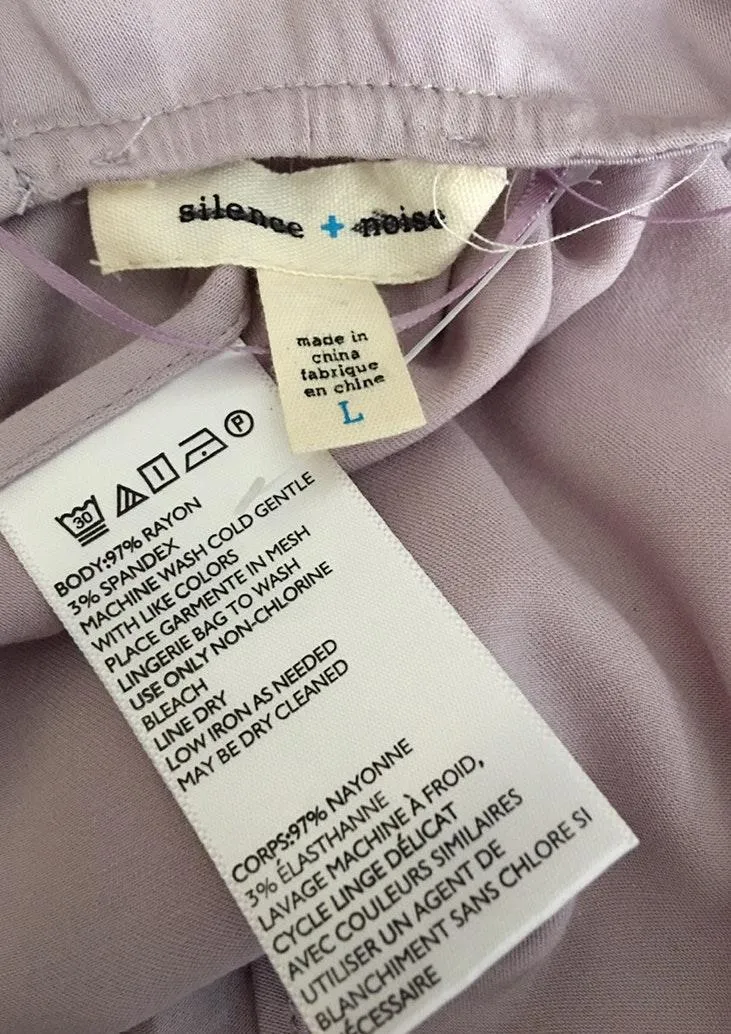 silence + noise
made in
china
fabrique
en chine
L
30
P
BODY:97% RAYON
3% SPANDEX
MACHINE WASH COLD GENTLE
WITH LIKE COLORS
PLACE GARMENTE IN MESH
LINGERIE BAG TO WASH
USE ONLY NON-CHLORINE
BLEACH
LINE DRY
LOW IRON AS NEEDED
MAY BE DRY CLEANED
CORPS:97% NAYONNE
3% ÉLASTHANNE
LAVAGE MACHINE À FROID,
CYCLE LINGE DÉLICAT
AVEC COULEURS SIMILAIRES
UTILISER UN AGENT DE
BLANCHIMENT SANS CHLORE SI
ÉCESSAIRE